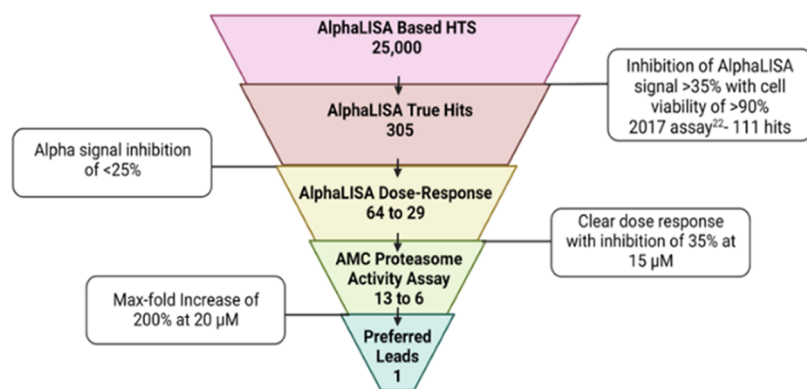 AlphaLISA Based HTS
25,000
Inhibition of AlphaLISA
signal >35% with cell
viability of >90%
2017 assay²²- 111 hits
AlphaLISA True Hits
305
Alpha signal inhibition
of <25%
AlphaLISA Dose-Response
64 to 29
Clear dose response
with inhibition of 35% at
15 µM
AMC Proteasome
Activity Assay
13 to 6
Max-fold Increase of
200% at 20 µM
Preferred
Leads
1